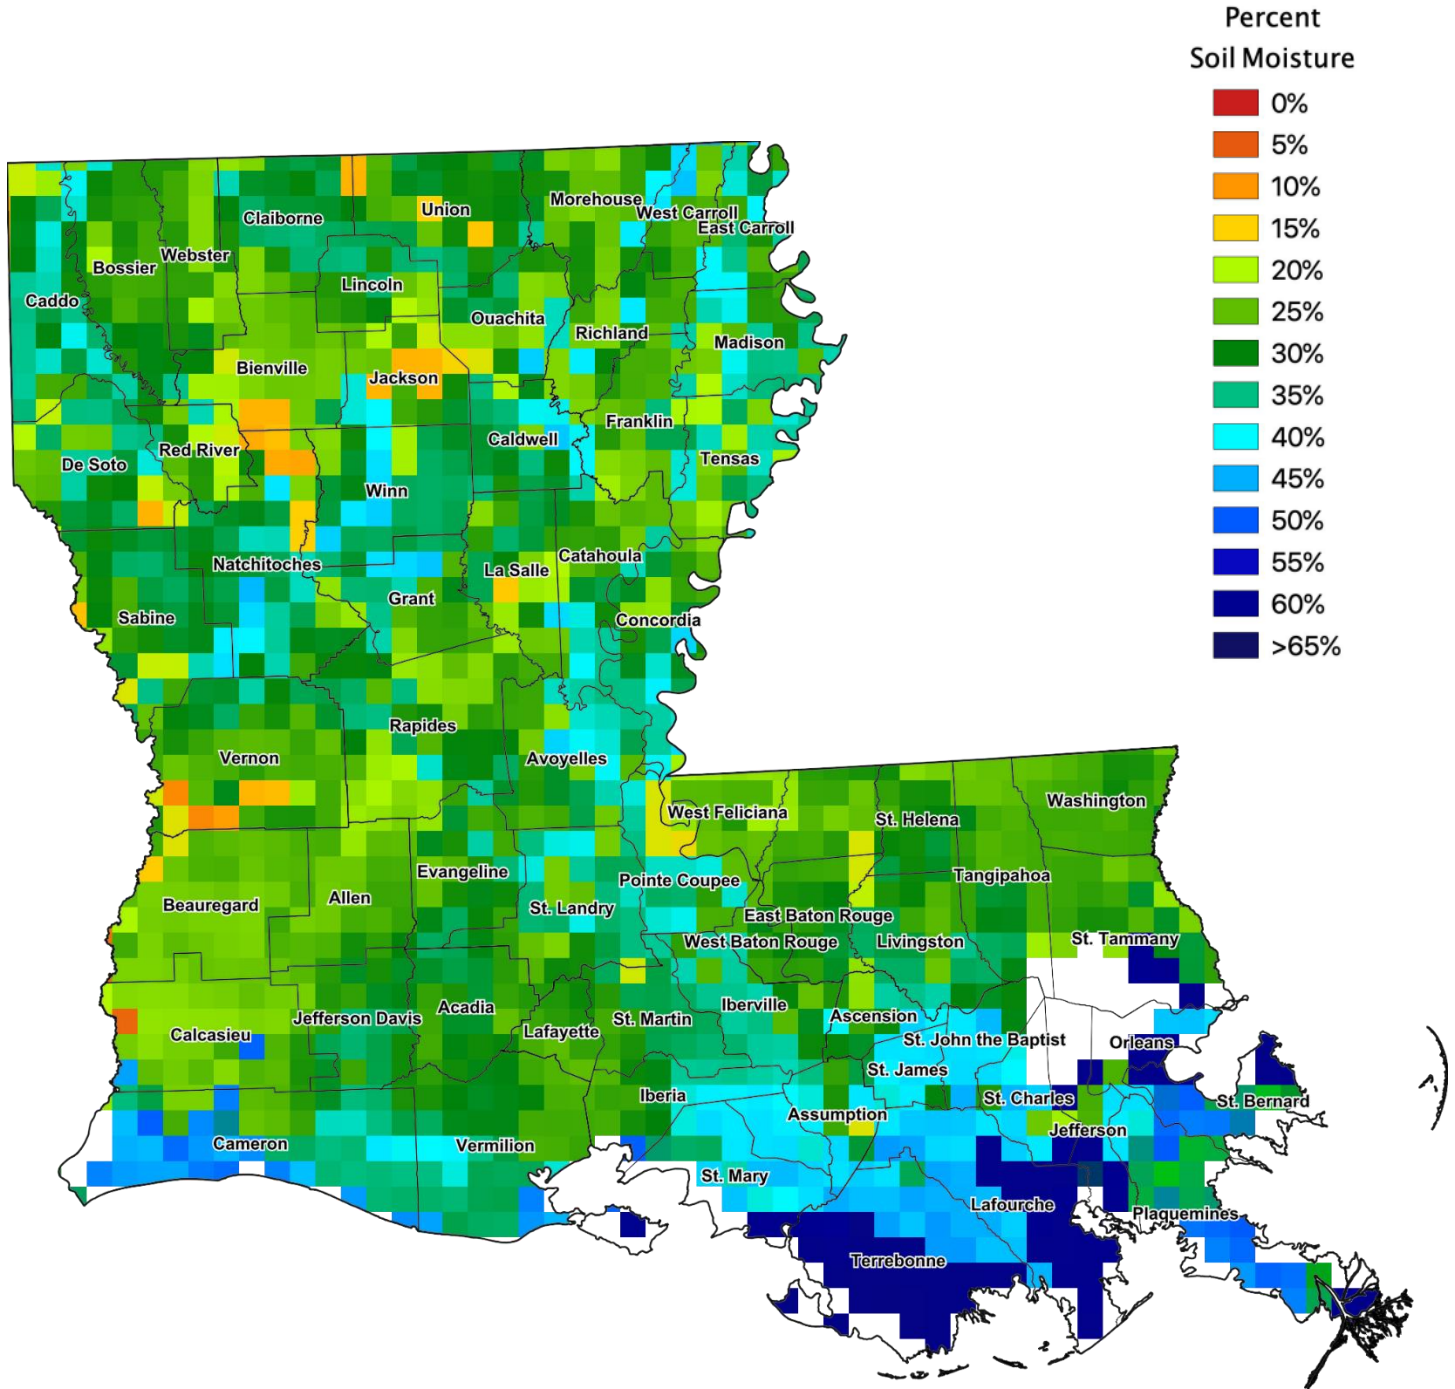 Percent
Soil Moisture
0%
5%
10%
15%
20%
25%
30%
35%
40%
45%
50%
55%
60%
>65%
Morehouse
Union
West Carroll
Claiborne
East Carroll
Webster
Bossier
Lincoln
Caddo
Ouachita
Richland
Madison
Bienville
Jackson
Franklin
Caldwell
Red River
Tensas
De Soto
Winn
Catahoula
Natchitoches
La Salle
Grant
Sabine
Concordia
Rapides
Vernon
Avoyelles
Washington
West Feliciana
St. Helena
Evangeline
Tangipahoa
Pointe Coupee
Allen
Beauregard
St. Landry
East Baton Rouge
St. Tammany
West Baton Rouge
Livingston
Iberville
Acadia
Ascension
Jefferson Davis
St. Martin
Lafayette
Calcasieu
St. John the Baptist
Orleans
St. James
Iberia
St. Charles
St. Bernard
Assumption
Jefferson
Cameron
Vermilion
St. Mary
Lafourche
Plaquemines
Terrebonne